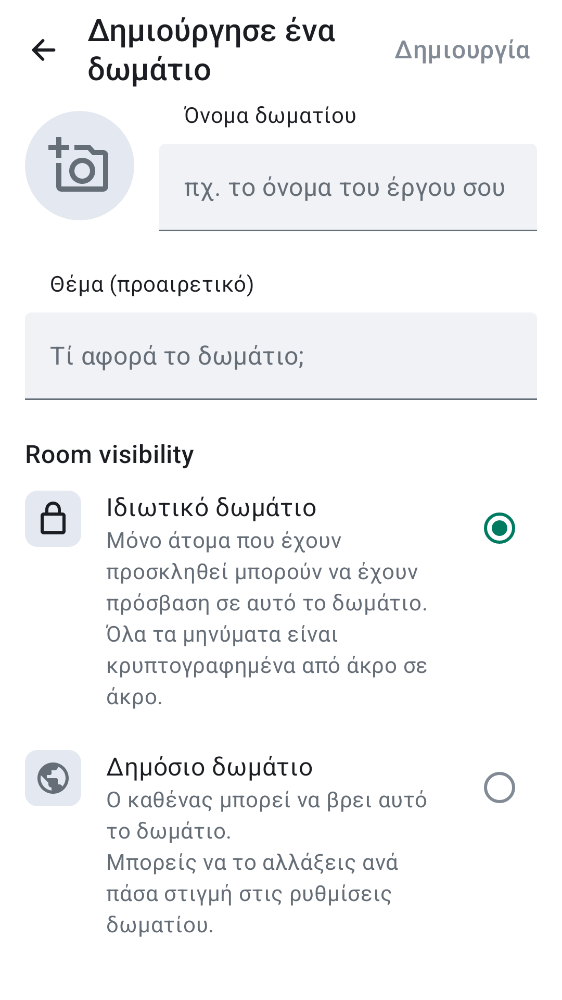 Δημιούργησε ένα
δωμάτιο
Δημιουργία
Όνομα δωματίου
πχ. το όνομα του έργου σου
Θέμα (προαιρετικό)
Τί αφορά το δωμάτιο;
Room visibility
Ιδιωτικό δωμάτιο
Μόνο άτομα που έχουν
προσκληθεί μπορούν να έχουν
πρόσβαση σε αυτό το δωμάτιο.
Όλα τα μηνύματα είναι
κρυπτογραφημένα από άκρο σε
άκρο.
Δημόσιο δωμάτιο
Ο καθένας μπορεί να βρει αυτό
το δωμάτιο.
Μπορείς να το αλλάξεις ανά
πάσα στιγμή στις ρυθμίσεις
δωματίου.